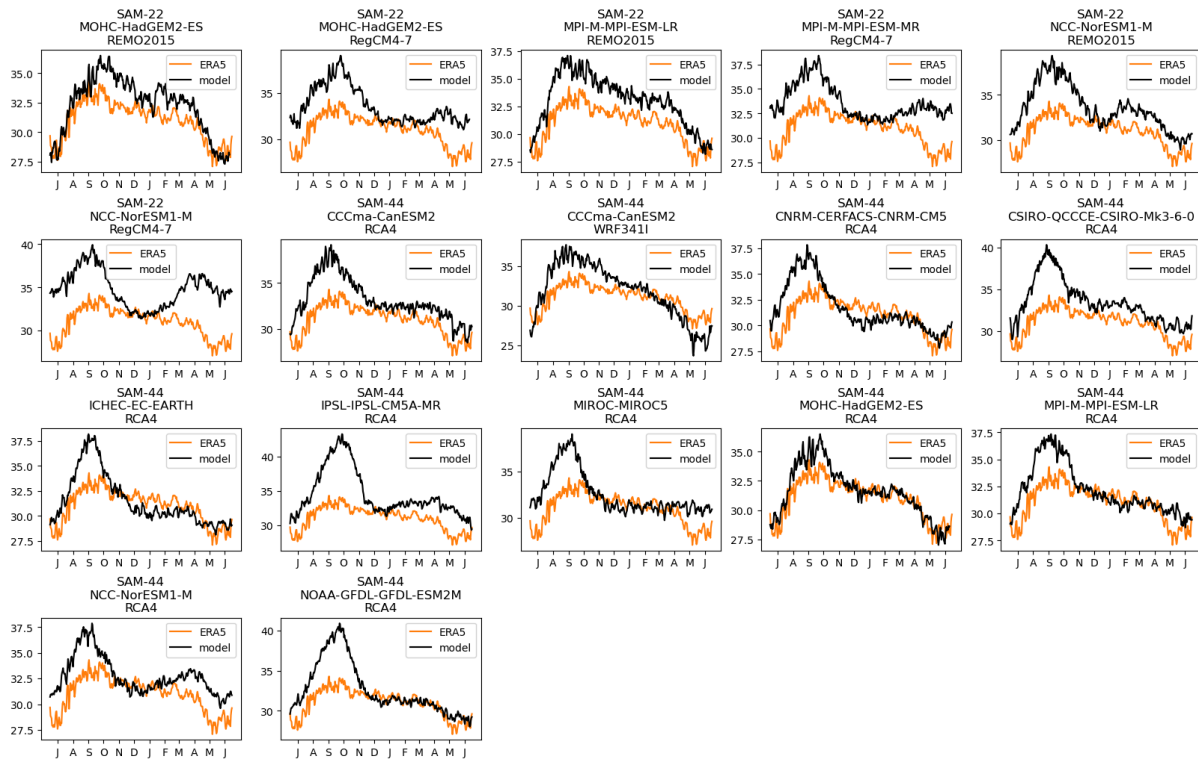 SAM-22
MOHC-HadGEM2-ES
REMO2015
35.0
32.5
30.0
27.5
J A S O N D J F M A M J
ERA5
model
SAM-22
MOHC-HadGEM2-ES
RegCM4-7
35
30
J A S O N D J F M A M J
ERA5
model
SAM-22
MPI-M-MPI-ESM-LR
REMO2015
37.5
35.0
32.5
30.0
27.5
J A S O N D J F M A M J
ERA5
model
SAM-22
MPI-M-MPI-ESM-MR
RegCM4-7
37.5
35.0
32.5
30.0
27.5
J A S O N D J F M A M J
ERA5
model
SAM-22
NCC-NorESM1-M
REMO2015
35
30
J A S O N D J F M A M J
ERA5
model
SAM-22
NCC-NorESM1-M
RegCM4-7
40
35
30
J A S O N D J F M A M J
ERA5
model
SAM-44
CCCma-CanESM2
RCA4
35
30
J A S O N D J F M A M J
ERA5
model
SAM-44
CCCma-CanESM2
WRF341I
35
30
25
J A S O N D J F M A M J
ERA5
model
SAM-44
CNRM-CERFACS-CNRM-CM5
RCA4
37.5
35.0
32.5
30.0
27.5
J A S O N D J F M A M J
ERA5
model
SAM-44
CSIRO-QCCCE-CSIRO-Mk3-6-0
RCA4
40
35
30
J A S O N D J F M A M J
ERA5
model
SAM-44
ICHEC-EC-EARTH
RCA4
37.5
35.0
32.5
30.0
27.5
J A S O N D J F M A M J
ERA5
model
SAM-44
IPSL-IPSL-CM5A-MR
RCA4
40
35
30
J A S O N D J F M A M J
ERA5
model
SAM-44
MIROC-MIROC5
RCA4
35
30
J A S O N D J F M A M J
ERA5
model
SAM-44
MOHC-HadGEM2-ES
RCA4
35.0
32.5
30.0
27.5
J A S O N D J F M A M J
ERA5
model
SAM-44
MPI-M-MPI-ESM-LR
RCA4
37.5
35.0
32.5
30.0
27.5
J A S O N D J F M A M J
ERA5
model
SAM-44
NCC-NorESM1-M
RCA4
37.5
35.0
32.5
30.0
27.5
J A S O N D J F M A M J
ERA5
model
SAM-44
NOAA-GFDL-GFDL-ESM2M
RCA4
40
35
30
J A S O N D J F M A M J
ERA5
model